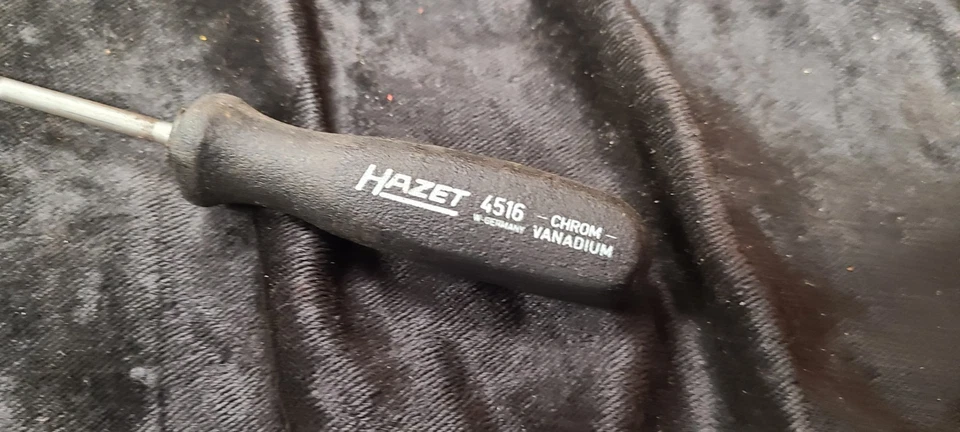 HAZET 4516 - CHROM -
W.-GERMANY VANADIUM